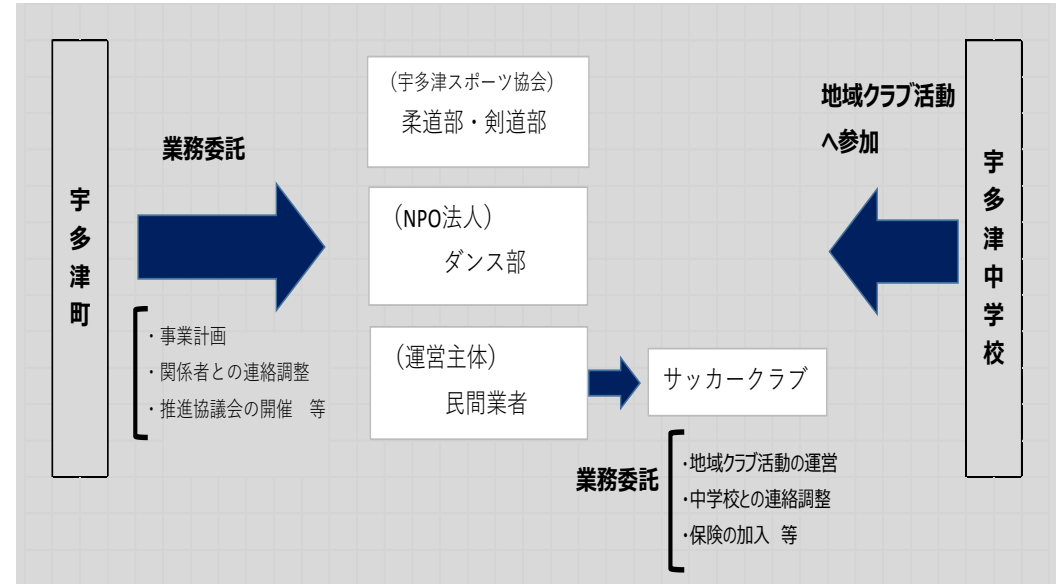 宇多津町
業務委託
・事業計画
・関係者との連絡調整
・推進協議会の開催　等
(宇多津スポーツ協会)
柔道部・剣道部
(NPO法人)
ダンス部
(運営主体)
民間業者
サッカークラブ
業務委託
・地域クラブ活動の運営
・中学校との連絡調整
・保険の加入　等
地域クラブ活動
へ参加
宇多津中学校